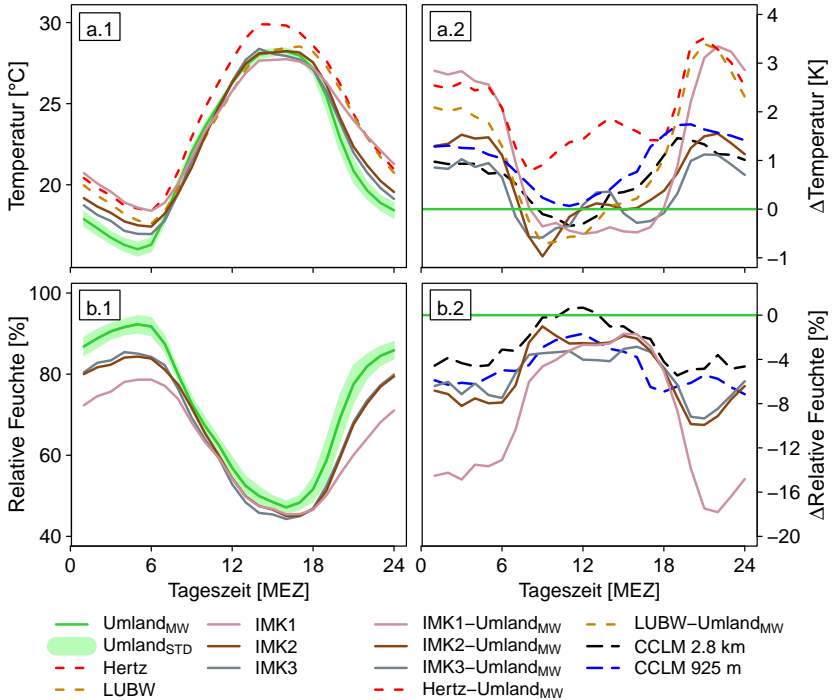 a.1
a.2
30
20
Temperatur [°C]
4
3
2
1
0
−1
ΔTemperatur [K]
b.1
b.2
100
80
60
40
Relative Feuchte [%]
0
−4
−8
−12
−16
−20
ΔRelative Feuchte [%]
0 6 12 18 24
6 12 18 24
Tageszeit [MEZ]
Tageszeit [MEZ]
UmlandMW
UmlandSTD
Hertz
LUBW
IMK1
IMK2
IMK3
IMK1−UmlandMW
IMK2−UmlandMW
IMK3−UmlandMW
Hertz−UmlandMW
LUBW−UmlandMW
CCLM 2.8 km
CCLM 925 m